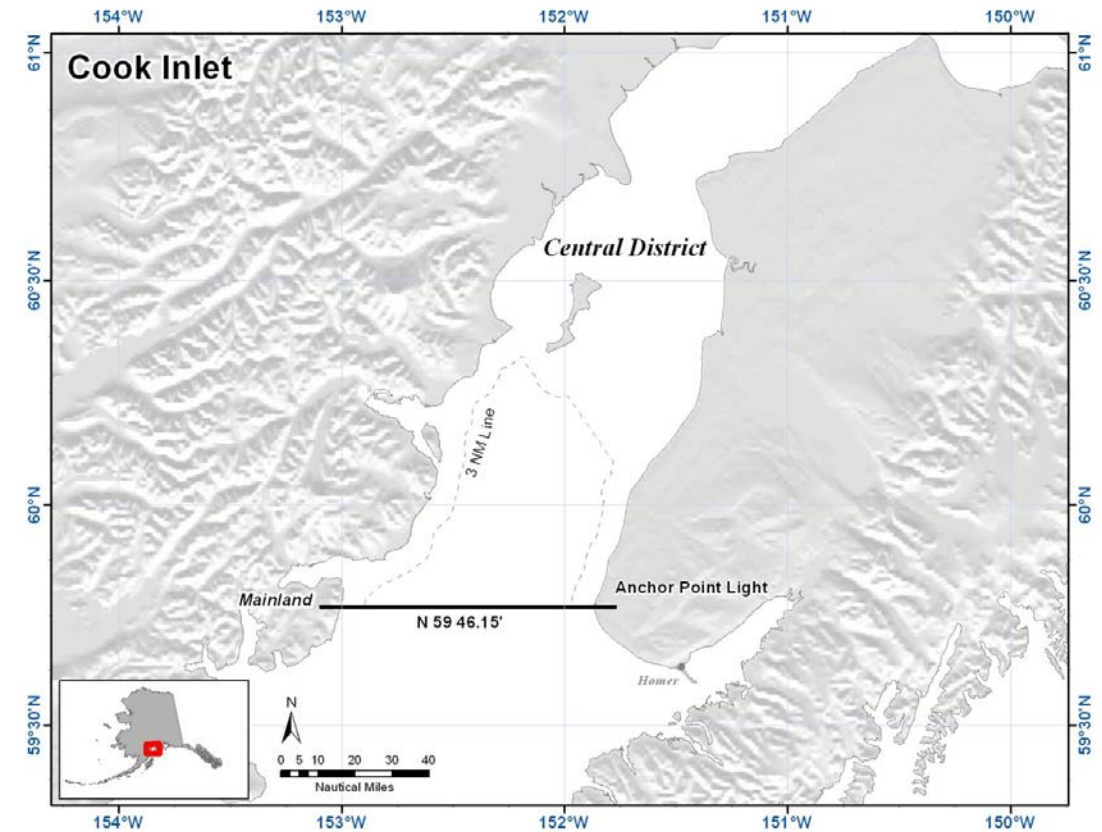 154°W 153°W 152°W 151°W 150°W
61°N 61°N
Cook Inlet
Central District
60°30'N 60°30'N
3 NM Line
60°N 60°N
Mainland
Anchor Point Light
N 59 46.15'
Homer
59°30'N 59°30'N
N
0 5 10 20 30 40
Nautical Miles
154°W 153°W 152°W 151°W 150°W